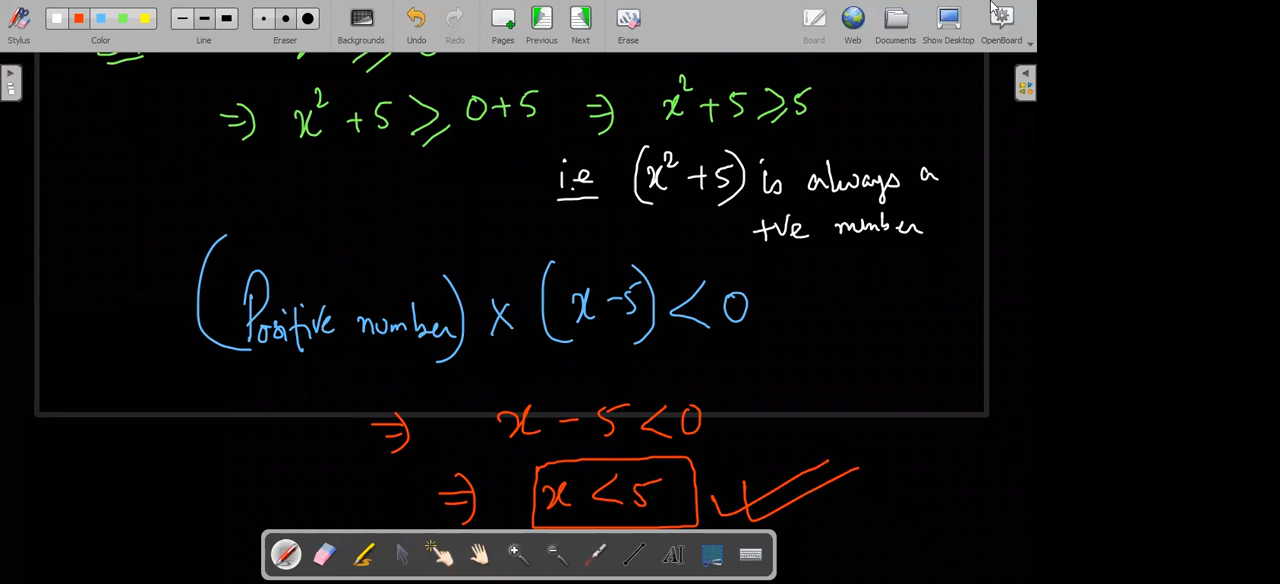 Stylus Color Line Eraser Backgrounds Undo Redo Pages Previous Next Erase Board Web Documents Show Desktop OpenBoard
⇒ x² + 5 ⩾ 0+5 ⇒ x² + 5 ⩾ 5
i.e (x² + 5) is always a
+ve number
(Positive number) × (x - 5) < 0
⇒ x - 5 < 0
⇒ x < 5
AI